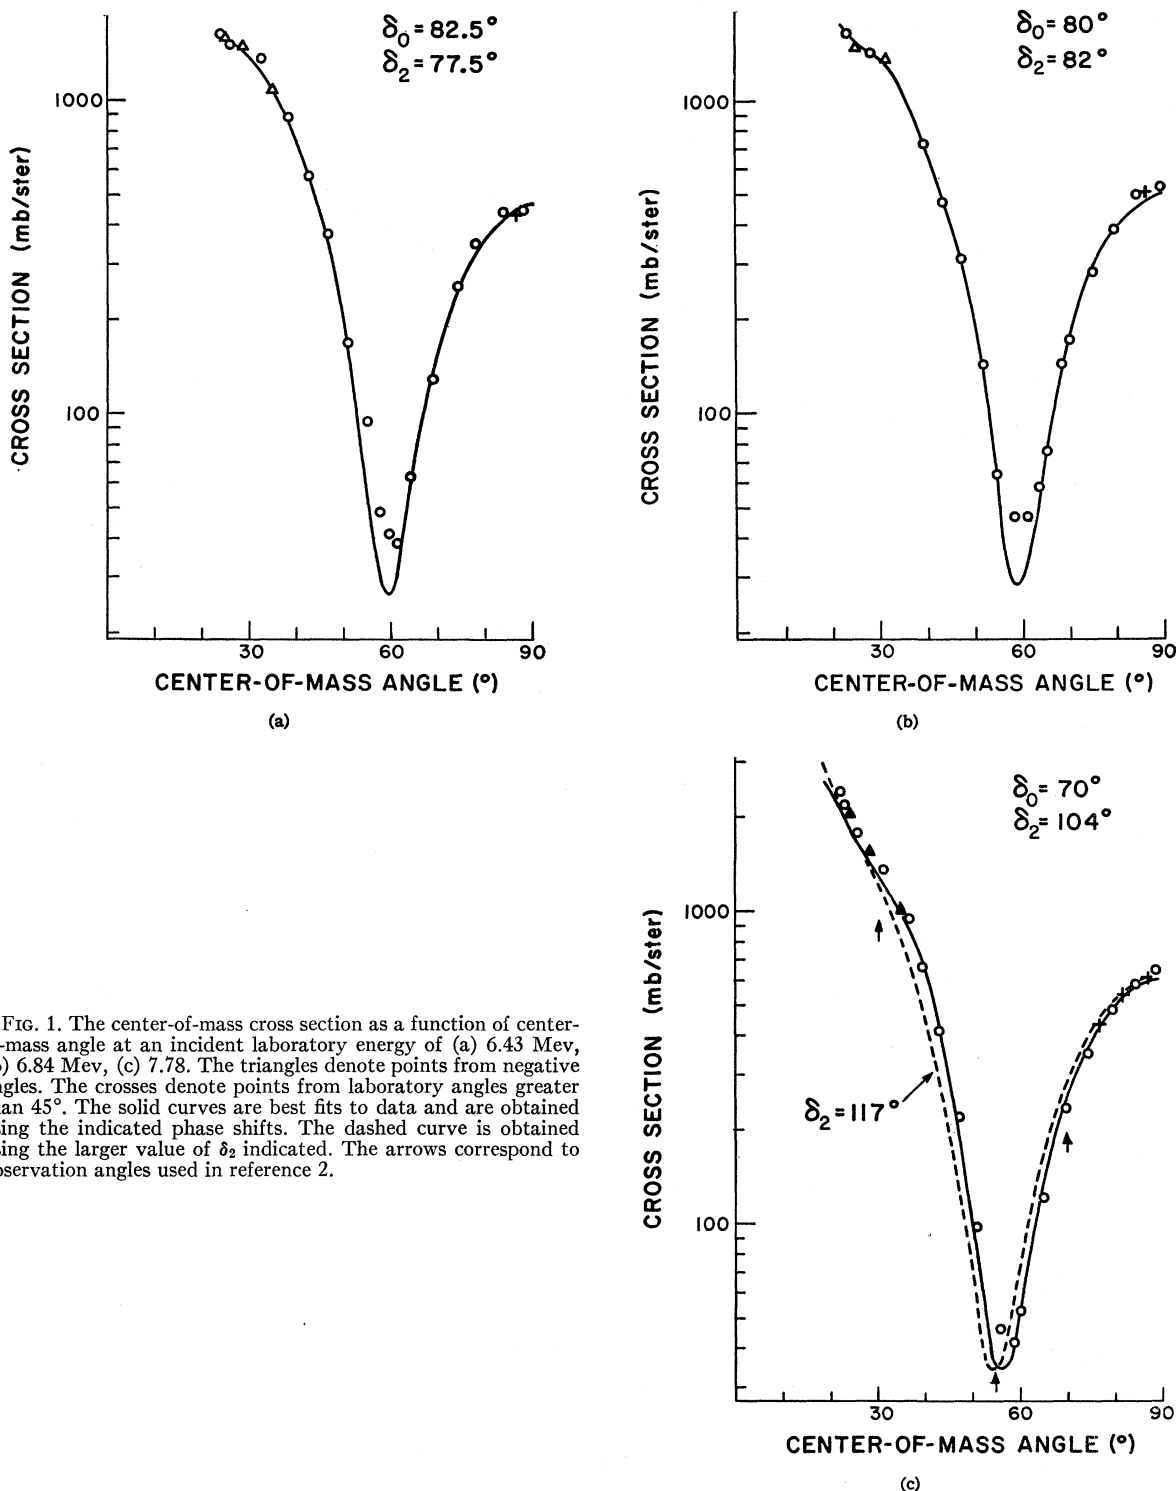 δ0 = 82.5°
δ2 = 77.5°
1000
100
CROSS SECTION (mb/ster)
30 60 90
CENTER-OF-MASS ANGLE (°)
(a)
δ0 = 80°
δ2 = 82°
1000
100
CROSS SECTION (mb/ster)
30 60 90
CENTER-OF-MASS ANGLE (°)
(b)
δ0 = 70°
δ2 = 104°
1000
δ2 = 117°
100
CROSS SECTION (mb/ster)
30 60 90
CENTER-OF-MASS ANGLE (°)
(c)
FIG. 1. The center-of-mass cross section as a function of center-
-mass angle at an incident laboratory energy of (a) 6.43 Mev,
) 6.84 Mev, (c) 7.78. The triangles denote points from negative
ngles. The crosses denote points from laboratory angles greater
an 45°. The solid curves are best fits to data and are obtained
ing the indicated phase shifts. The dashed curve is obtained
ing the larger value of δ2 indicated. The arrows correspond to
servation angles used in reference 2.